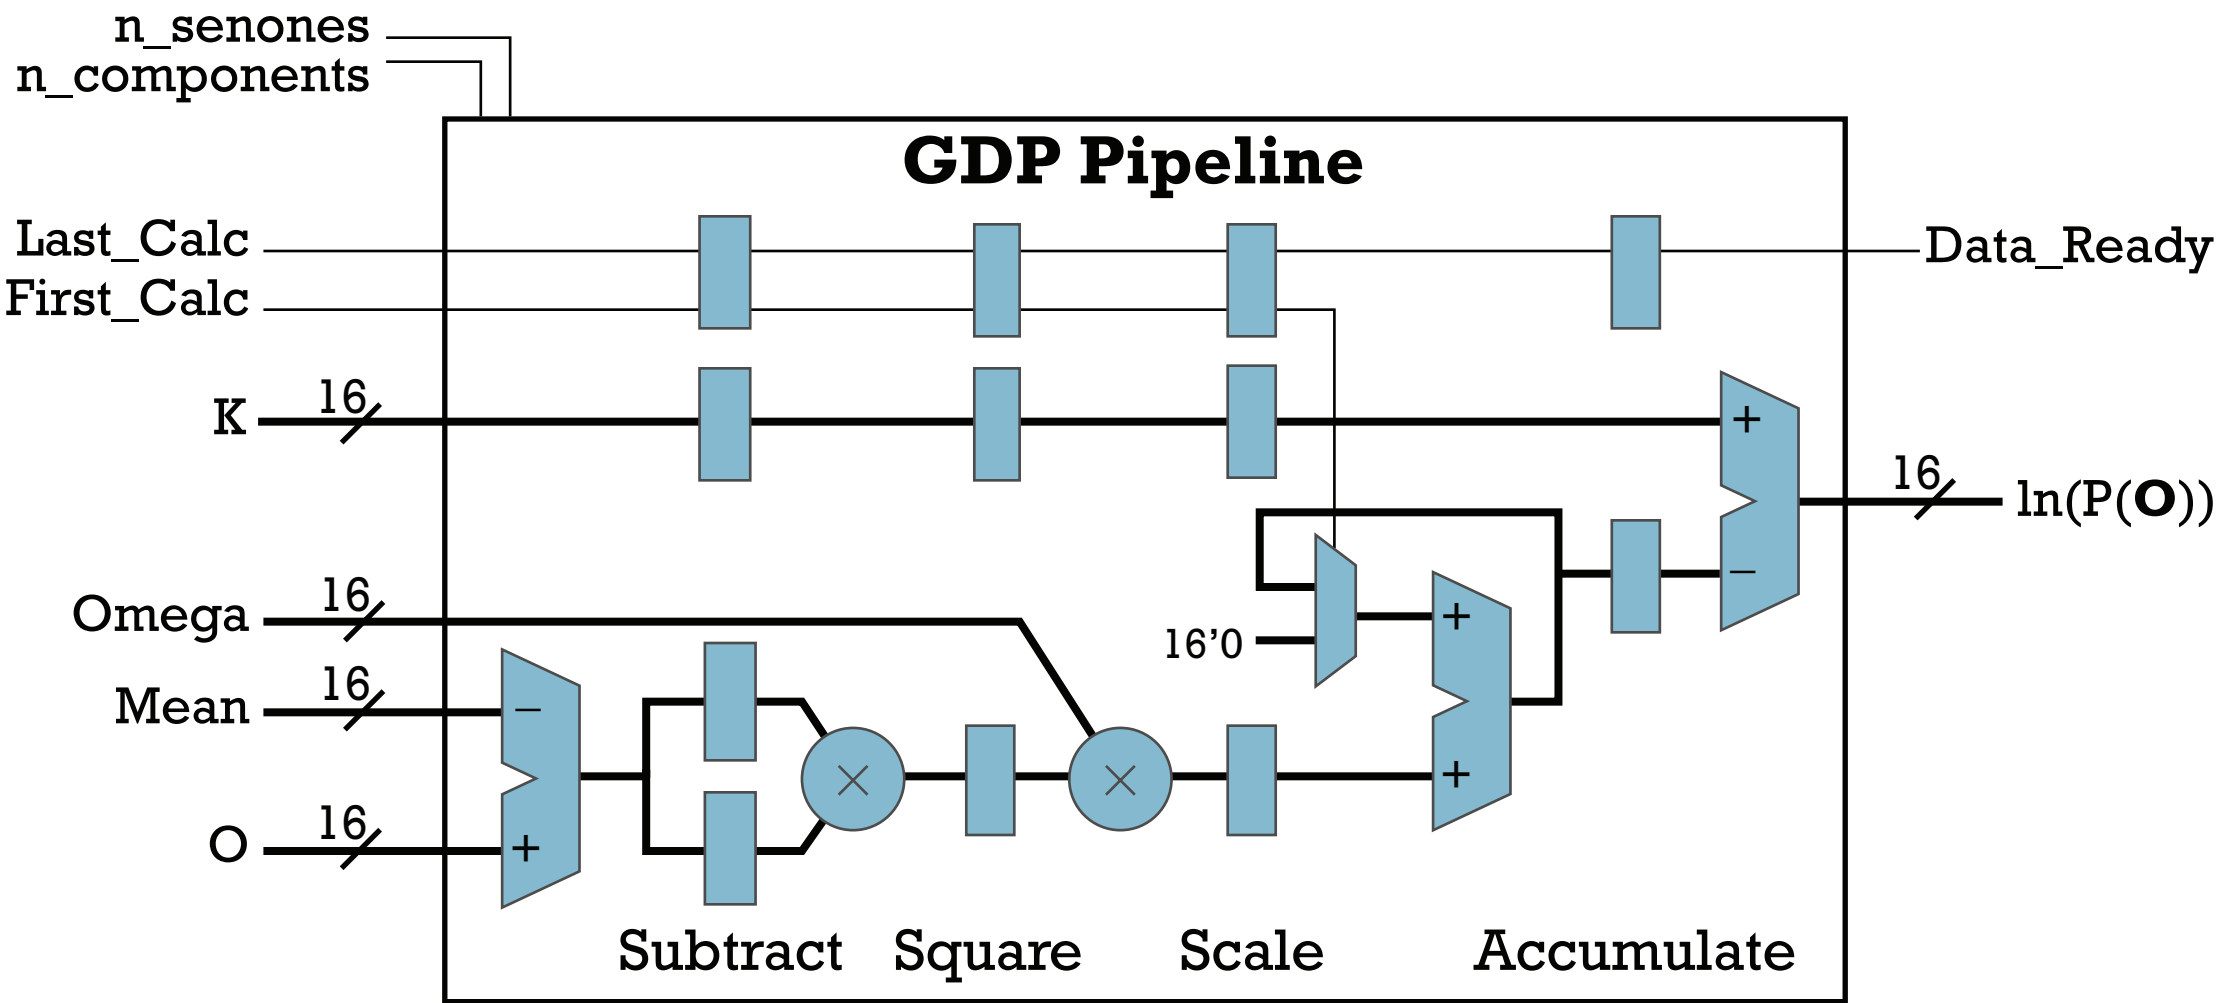 n_senones
n_components
GDP Pipeline
Last_Calc
Data_Ready
First_Calc
K
16
+
16
ln(P(O))
Omega
16
+
−
16'0
Mean
16
−
×
×
+
O
16
+
Subtract
Square
Scale
Accumulate